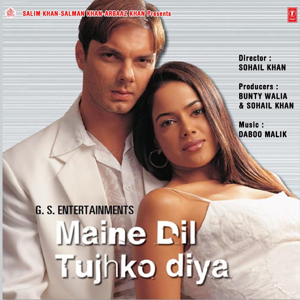 SALIM KHAN-SALMAN KHAN-ARBAAZ KHAN Presents
Director :
SOHAIL KHAN
Producers :
BUNTY WALIA
& SOHAIL KHAN
Music :
DABOO MALIK
G. S. ENTERTAINMENTS
Maine Dil
Tujhko diya